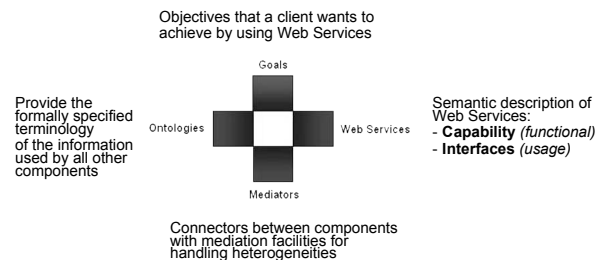 Objectives that a client wants to
achieve by using Web Services
Goals
Provide the
formally specified
terminology
of the information
used by all other
components
Ontologies
Web Services
Semantic description of
Web Services:
- Capability (functional)
- Interfaces (usage)
Mediators
Connectors between components
with mediation facilities for
handling heterogeneities